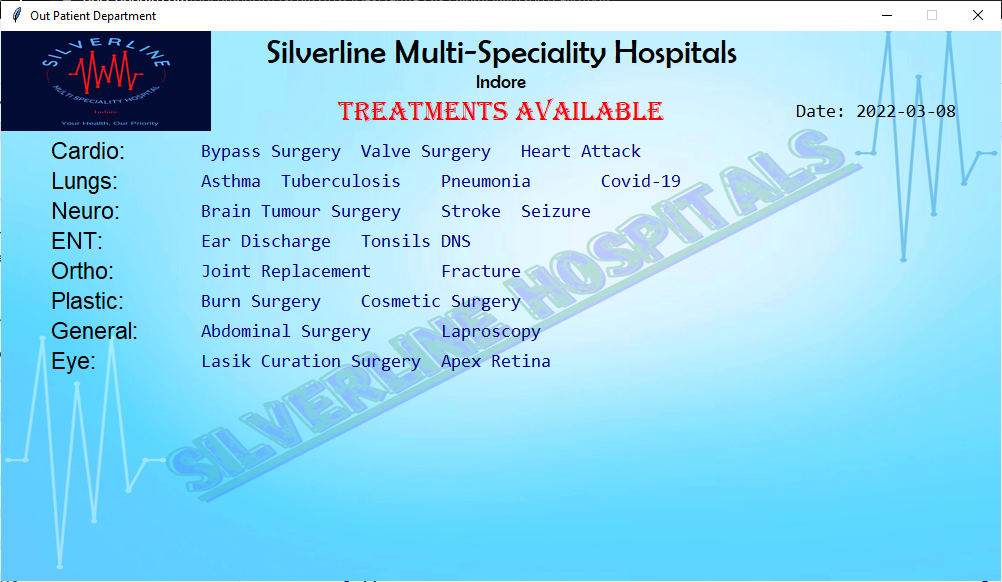 Out Patient Department
SILVERLINE
MULTI SPECIALITY HOSPITAL
Your Health, Our Priority
Silverline Multi-Speciality Hospitals
Indore
TREATMENTS AVAILABLE
Date: 2022-03-08
Cardio: Bypass Surgery Valve Surgery Heart Attack
Lungs: Asthma Tuberculosis Pneumonia Covid-19
Neuro: Brain Tumour Surgery Stroke Seizure
ENT: Ear Discharge Tonsils DNS
Ortho: Joint Replacement Fracture
Plastic: Burn Surgery Cosmetic Surgery
General: Abdominal Surgery Laproscopy
Eye: Lasik Curation Surgery Apex Retina
SILVERLINE HOSPITALS